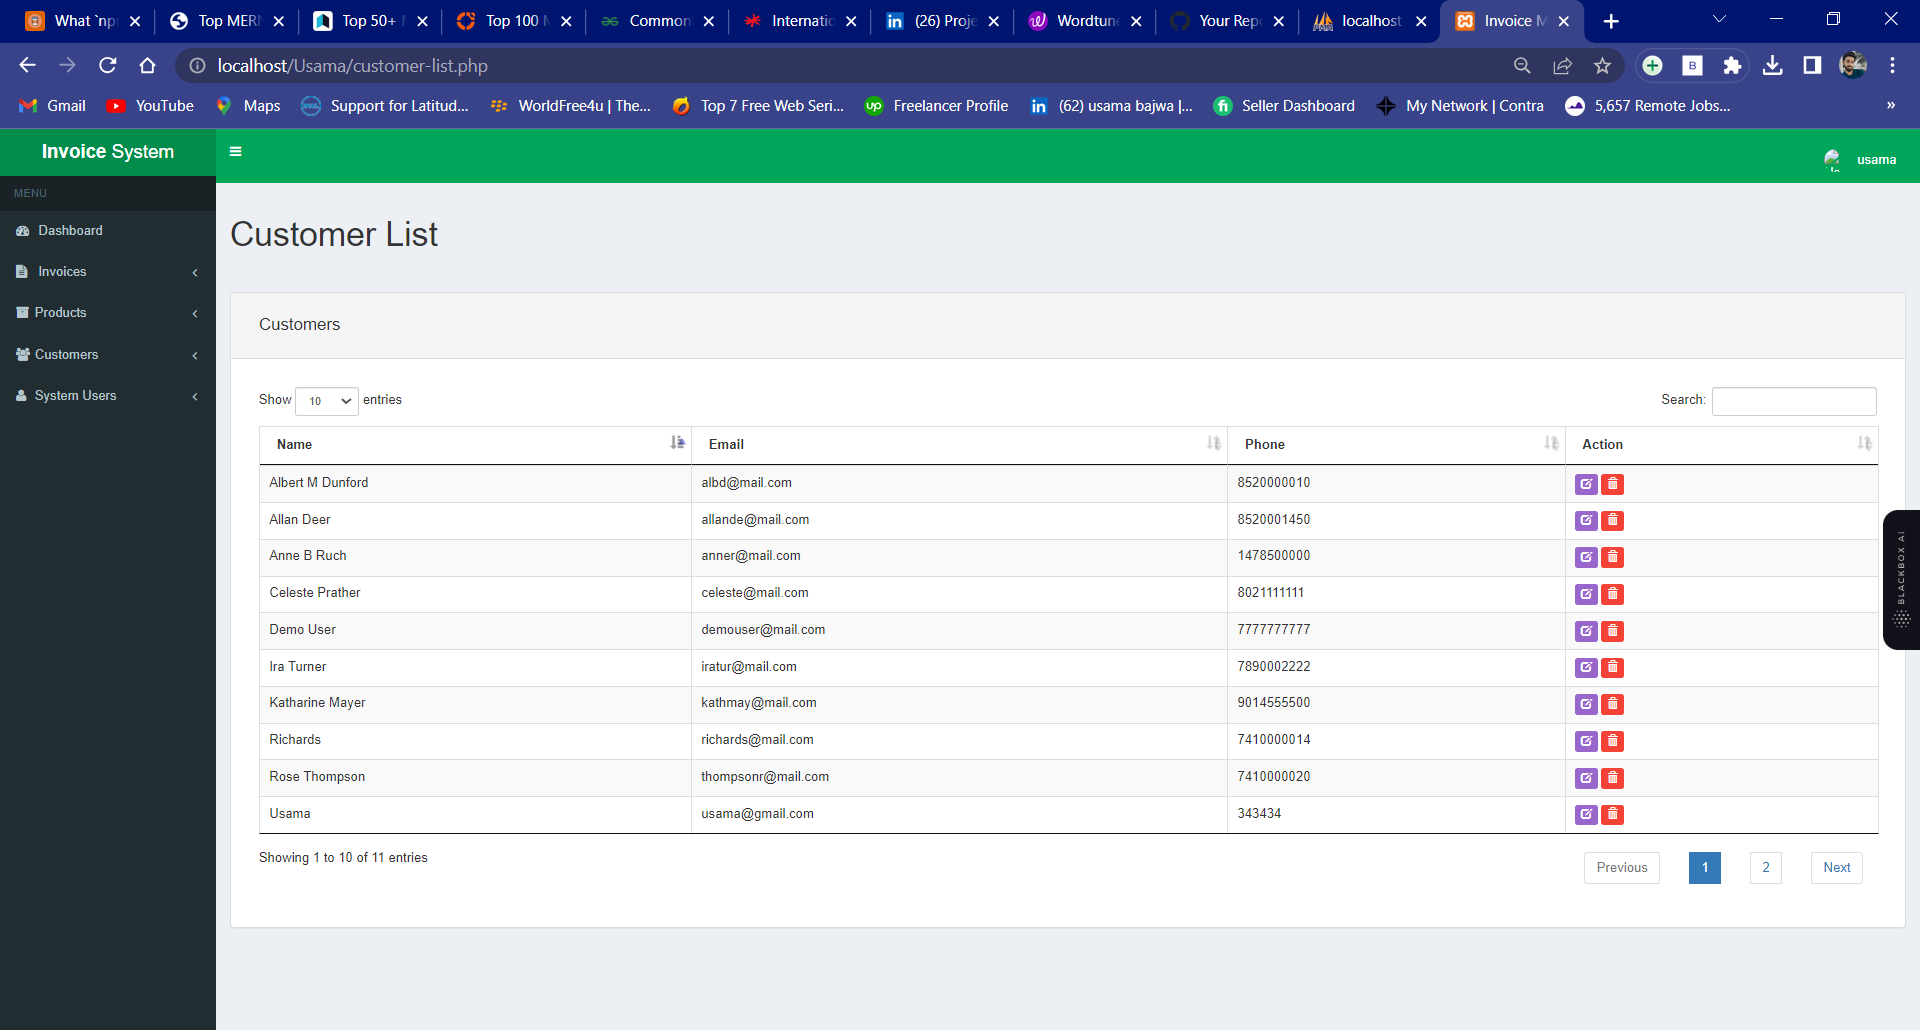 What `np
Top MER
Top 50+
Top 100
Common
Internatio
(26) Proje
Wordtune
Your Repo
localhost
Invoice M
localhost/Usama/customer-list.php
Gmail
YouTube
Maps
Support for Latitud...
WorldFree4u | The...
Top 7 Free Web Seri...
Freelancer Profile
(62) usama bajwa |...
Seller Dashboard
My Network | Contra
5,657 Remote Jobs...
»
Invoice System
usama
MENU
Dashboard
Invoices
Products
Customers
System Users
Customer List
Customers
Show 10 entries
Search:
Name Email Phone Action
Albert M Dunford albd@mail.com 8520000010
Allan Deer allande@mail.com 8520001450
Anne B Ruch anner@mail.com 1478500000
Celeste Prather celeste@mail.com 8021111111
Demo User demouser@mail.com 7777777777
Ira Turner iratur@mail.com 7890002222
Katharine Mayer kathmay@mail.com 9014555500
Richards richards@mail.com 7410000014
Rose Thompson thompsonr@mail.com 7410000020
Usama usama@gmail.com 343434
Showing 1 to 10 of 11 entries
Previous 1 2 Next
BLACKBOX AI